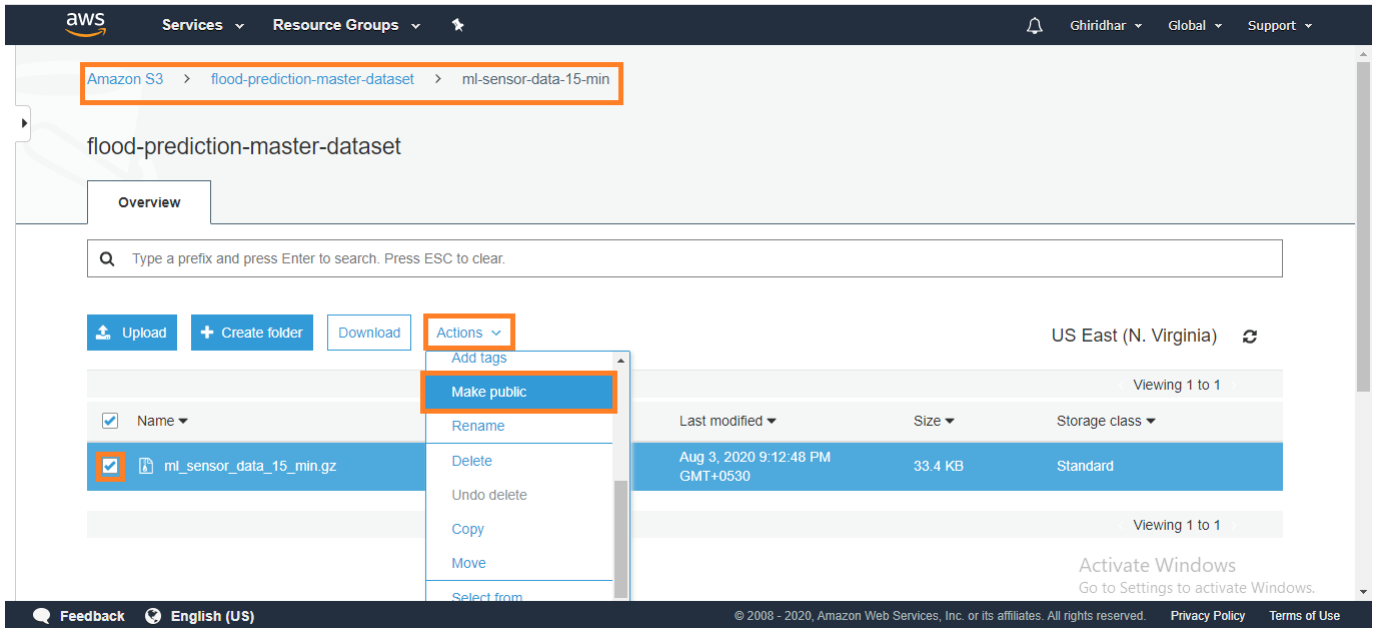 aws Services Resource Groups Ghiridhar Global Support
Amazon S3 > flood-prediction-master-dataset > ml-sensor-data-15-min
flood-prediction-master-dataset
Overview
Type a prefix and press Enter to search. Press ESC to clear.
Upload + Create folder Download Actions US East (N. Virginia)
Add tags
Viewing 1 to 1
Make public
Name Last modified Size Storage class
Rename
ml_sensor_data_15_min.gz Aug 3, 2020 9:12:48 PM
GMT+0530 33.4 KB Standard
Delete
Undo delete
Copy
Move
Select from
Viewing 1 to 1
Activate Windows
Go to Settings to activate Windows.
Feedback English (US) © 2008 - 2020, Amazon Web Services, Inc. or its affiliates. All rights reserved. Privacy Policy Terms of Use